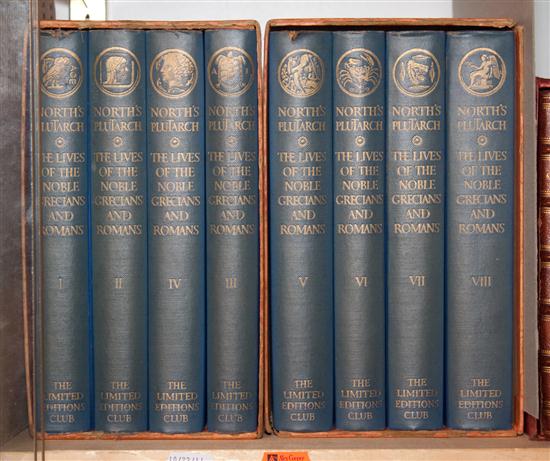 NORTH'S
PLUTARCH
THE LIVES
OF THE
NOBLE
GRECIANS
AND
ROMANS
I
THE
LIMITED
EDITIONS
CLUB
NORTH'S
PLUTARCH
THE LIVES
OF THE
NOBLE
GRECIANS
AND
ROMANS
II
THE
LIMITED
EDITIONS
CLUB
NORTH'S
PLUTARCH
THE LIVES
OF THE
NOBLE
GRECIANS
AND
ROMANS
IV
THE
LIMITED
EDITIONS
CLUB
NORTH'S
PLUTARCH
THE LIVES
OF THE
NOBLE
GRECIANS
AND
ROMANS
III
THE
LIMITED
EDITIONS
CLUB
NORTH'S
PLUTARCH
THE LIVES
OF THE
NOBLE
GRECIANS
AND
ROMANS
V
THE
LIMITED
EDITIONS
CLUB
NORTH'S
PLUTARCH
THE LIVES
OF THE
NOBLE
GRECIANS
AND
ROMANS
VI
THE
LIMITED
EDITIONS
CLUB
NORTH'S
PLUTARCH
THE LIVES
OF THE
NOBLE
GRECIANS
AND
ROMANS
VII
THE
LIMITED
EDITIONS
CLUB
NORTH'S
PLUTARCH
THE LIVES
OF THE
NOBLE
GRECIANS
AND
ROMANS
VIII
THE
LIMITED
EDITIONS
CLUB